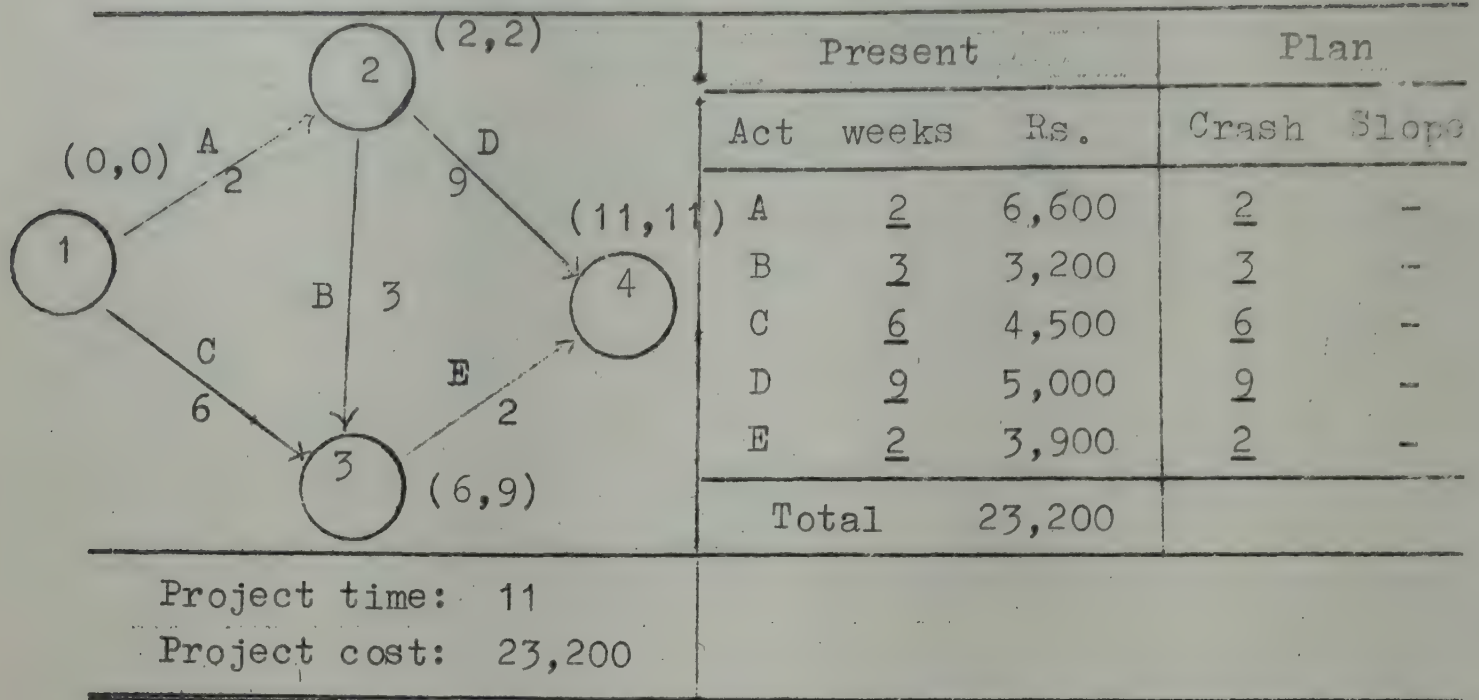 (2,2)
2
(0,0)
A
2
D
9
(11,11)
1
B
3
4
C
6
E
2
3
(6,9)
Present Plan
Act weeks Rs. Crash Slope
A 2 6,600 2 -
B 3 3,200 3 -
C 6 4,500 6 -
D 9 5,000 9 -
E 2 3,900 2 -
Total 23,200
Project time: 11
Project cost: 23,200